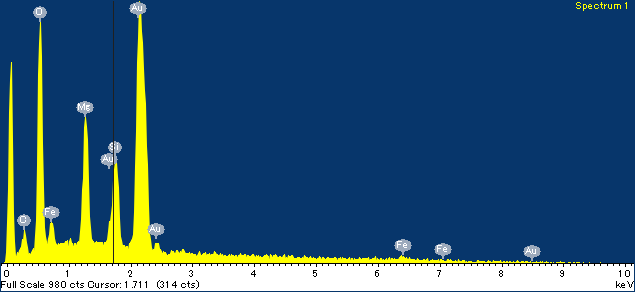 Spectrum 1
O Au
Mg
Si
Au
C Fe Au
Fe Fe Au
0 1 2 3 4 5 6 7 8 9 10
Full Scale 980 cts Cursor: 1.711 (314 cts) keV